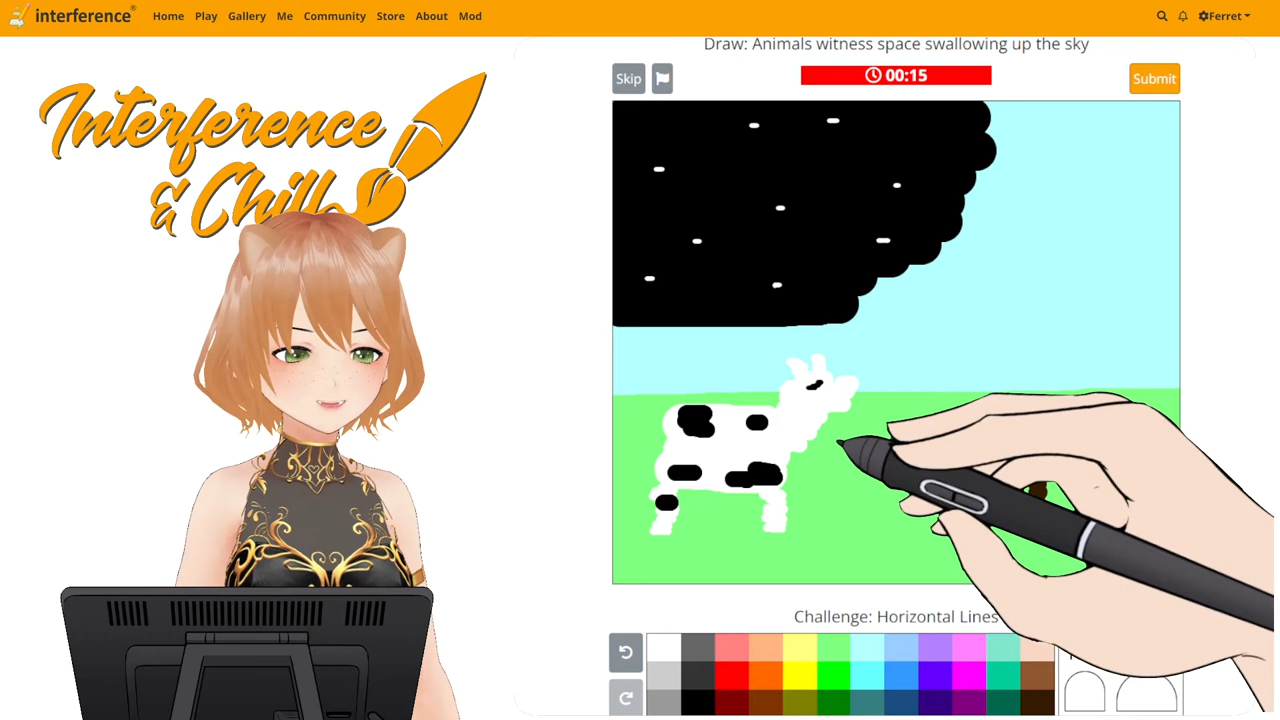 interference®
Home Play Gallery Me Community Store About Mod
Ferret
Interference
& Chill
Draw: Animals witness space swallowing up the sky
Skip
00:15
Submit
Challenge: Horizontal Lines